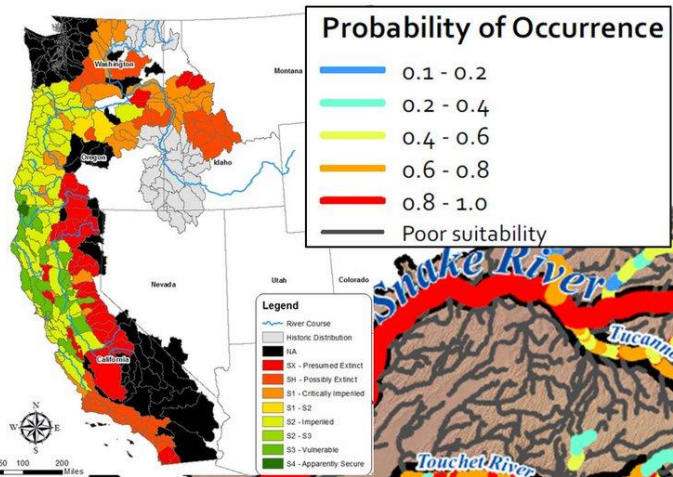 Probability of Occurrence
0.1 - 0.2
0.2 - 0.4
0.4 - 0.6
0.6 - 0.8
0.8 - 1.0
Poor suitability
Washington
Montana
Oregon
Idaho
Nevada
Utah
Colorado
California
Legend
River Course
Historic Distribution
NA
SX - Presumed Extinct
SH - Possibly Extinct
S1 - Critically Imperiled
S1 - S2
S2 - Imperiled
S2 - S3
S3 - Vulnerable
S4 - Apparently Secure
N
W E
S
50 100 200
Miles
Snake River
Tucanno
Touchet River